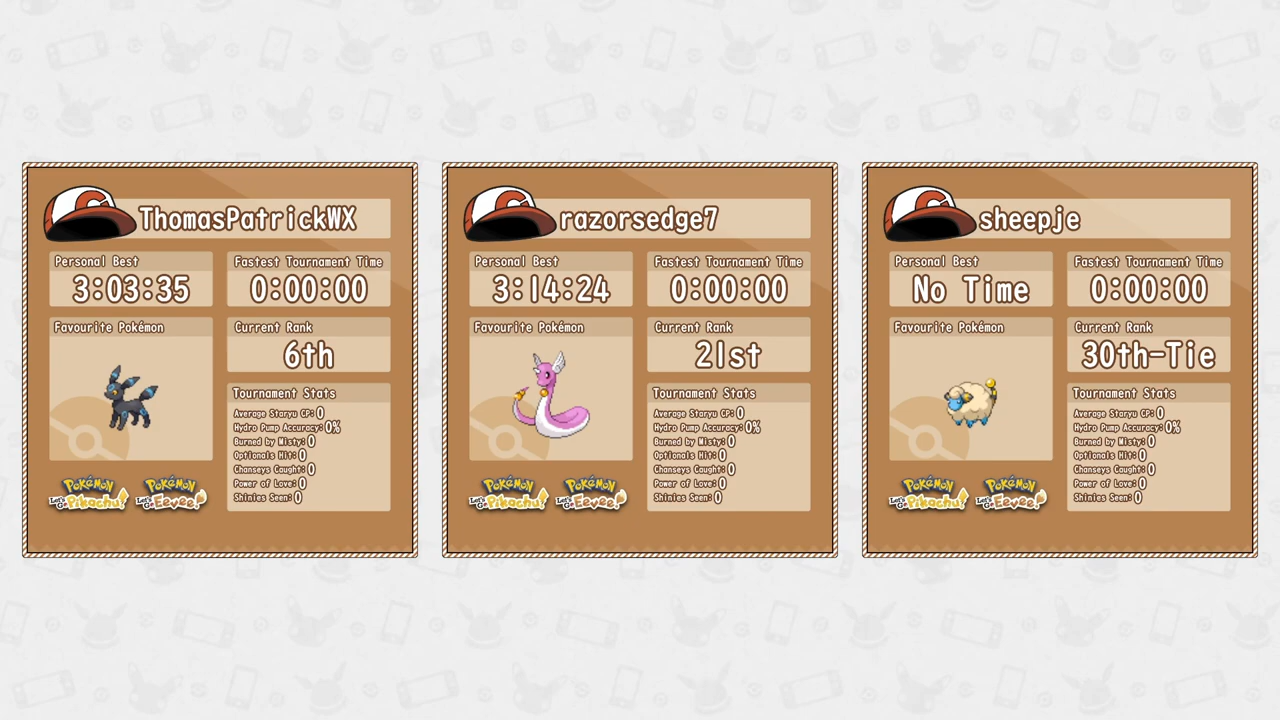 ThomasPatrickWX
Personal Best
3:03:35
Fastest Tournament Time
0:00:00
Favourite Pokémon
Current Rank
6th
Tournament Stats
Average Staryu CP: 0
Hydro Pump Accuracy: 0%
Burned by Misty: 0
Optionals Hit: 0
Chanseys Caught: 0
Power of Love: 0
Shinies Seen: 0
Pokémon
Let's Go
Pikachu!
Pokémon
Let's Go
Eevee!
razorsedge7
Personal Best
3:14:24
Fastest Tournament Time
0:00:00
Favourite Pokémon
Current Rank
21st
Tournament Stats
Average Staryu CP: 0
Hydro Pump Accuracy: 0%
Burned by Misty: 0
Optionals Hit: 0
Chanseys Caught: 0
Power of Love: 0
Shinies Seen: 0
Pokémon
Let's Go
Pikachu!
Pokémon
Let's Go
Eevee!
sheepje
Personal Best
No Time
Fastest Tournament Time
0:00:00
Favourite Pokémon
Current Rank
30th-Tie
Tournament Stats
Average Staryu CP: 0
Hydro Pump Accuracy: 0%
Burned by Misty: 0
Optionals Hit: 0
Chanseys Caught: 0
Power of Love: 0
Shinies Seen: 0
Pokémon
Let's Go
Pikachu!
Pokémon
Let's Go
Eevee!